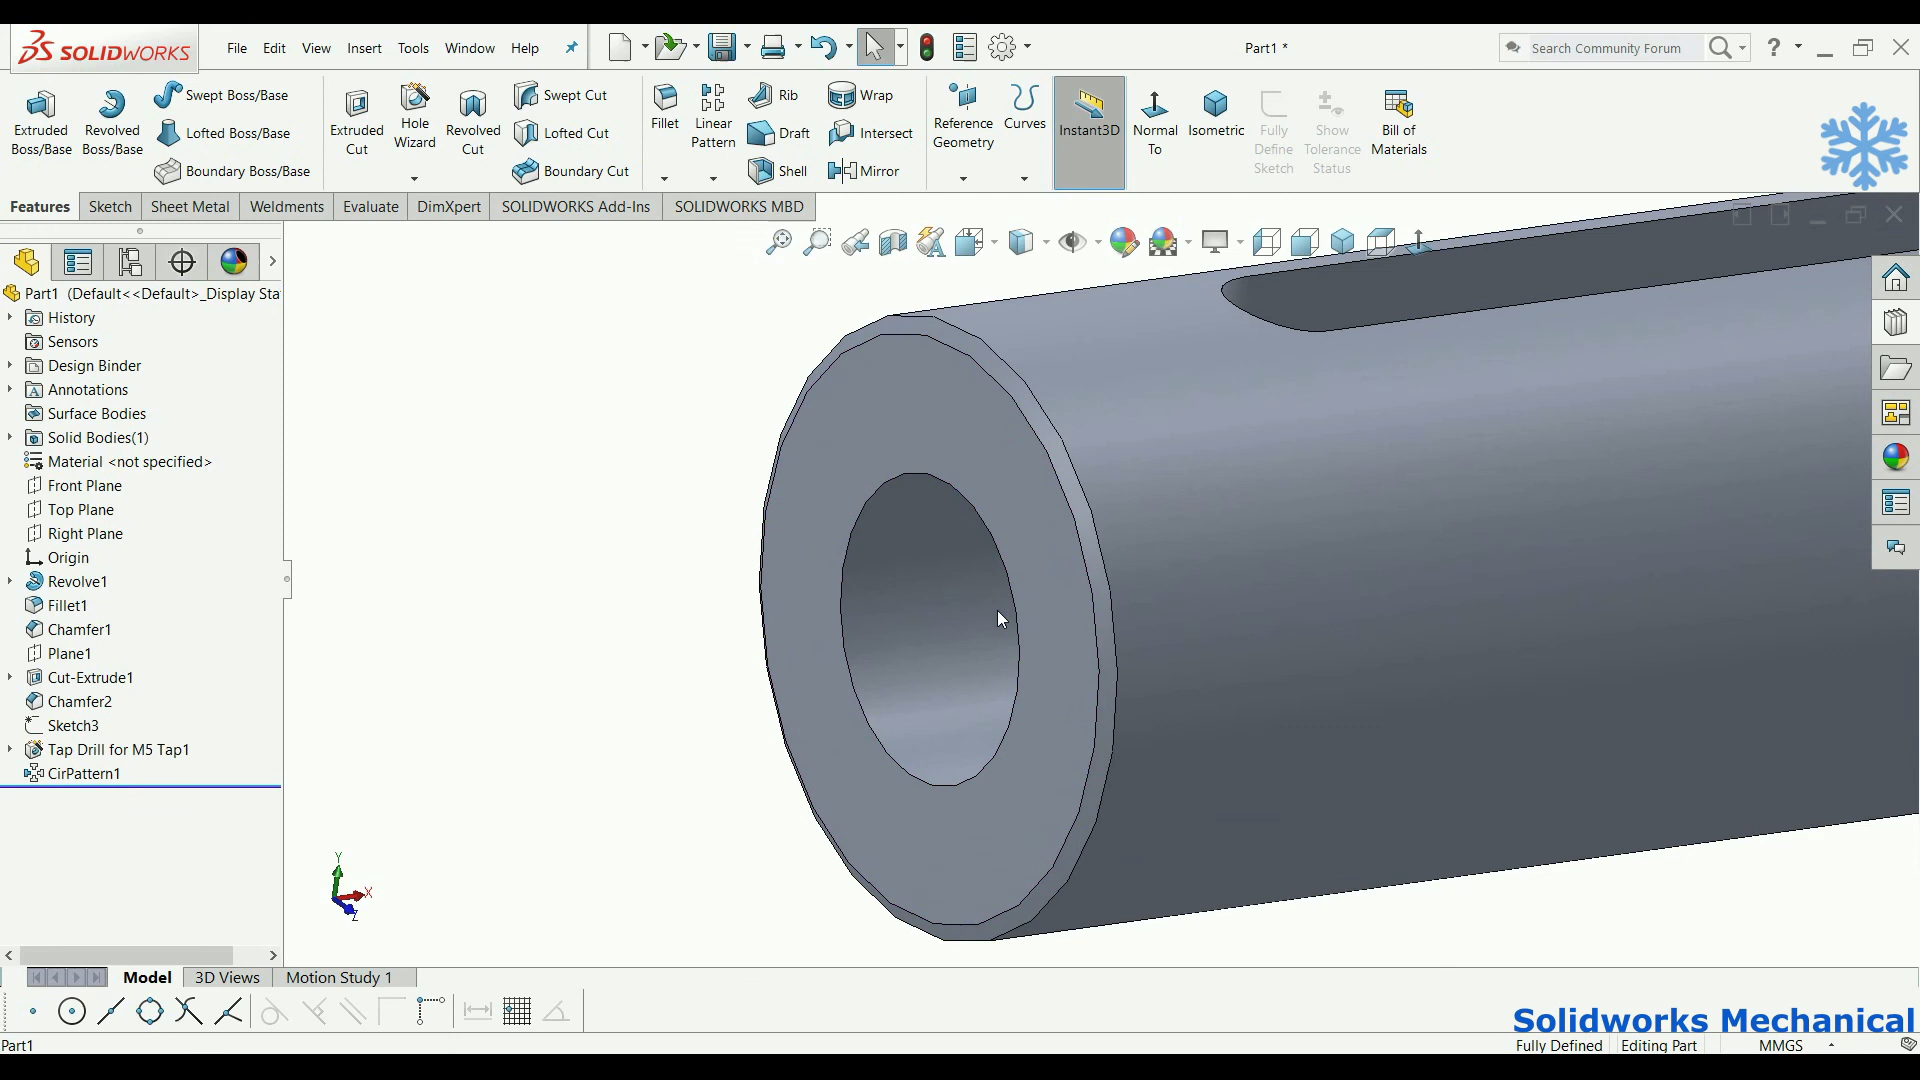 SOLIDWORKS
File Edit View Insert Tools Window Help
Part1 *
Search Community Forum
Extruded Boss/Base
Revolved Boss/Base
Swept Boss/Base
Lofted Boss/Base
Boundary Boss/Base
Extruded Cut
Hole Wizard
Revolved Cut
Swept Cut
Lofted Cut
Boundary Cut
Fillet
Linear Pattern
Rib
Draft
Shell
Wrap
Intersect
Mirror
Reference Geometry
Curves
Instant3D
Normal To
Isometric
Fully Define Sketch
Show Tolerance Status
Bill of Materials
Features Sketch Sheet Metal Weldments Evaluate DimXpert SOLIDWORKS Add-Ins SOLIDWORKS MBD
Part1 (Default<<Default>_Display Sta
History
Sensors
Design Binder
Annotations
Surface Bodies
Solid Bodies(1)
Material <not specified>
Front Plane
Top Plane
Right Plane
Origin
Revolve1
Fillet1
Chamfer1
Plane1
Cut-Extrude1
Chamfer2
Sketch3
Tap Drill for M5 Tap1
CirPattern1
Y
X
Z
Model 3D Views Motion Study 1
Solidworks Mechanical
Part1 Fully Defined Editing Part MMGS